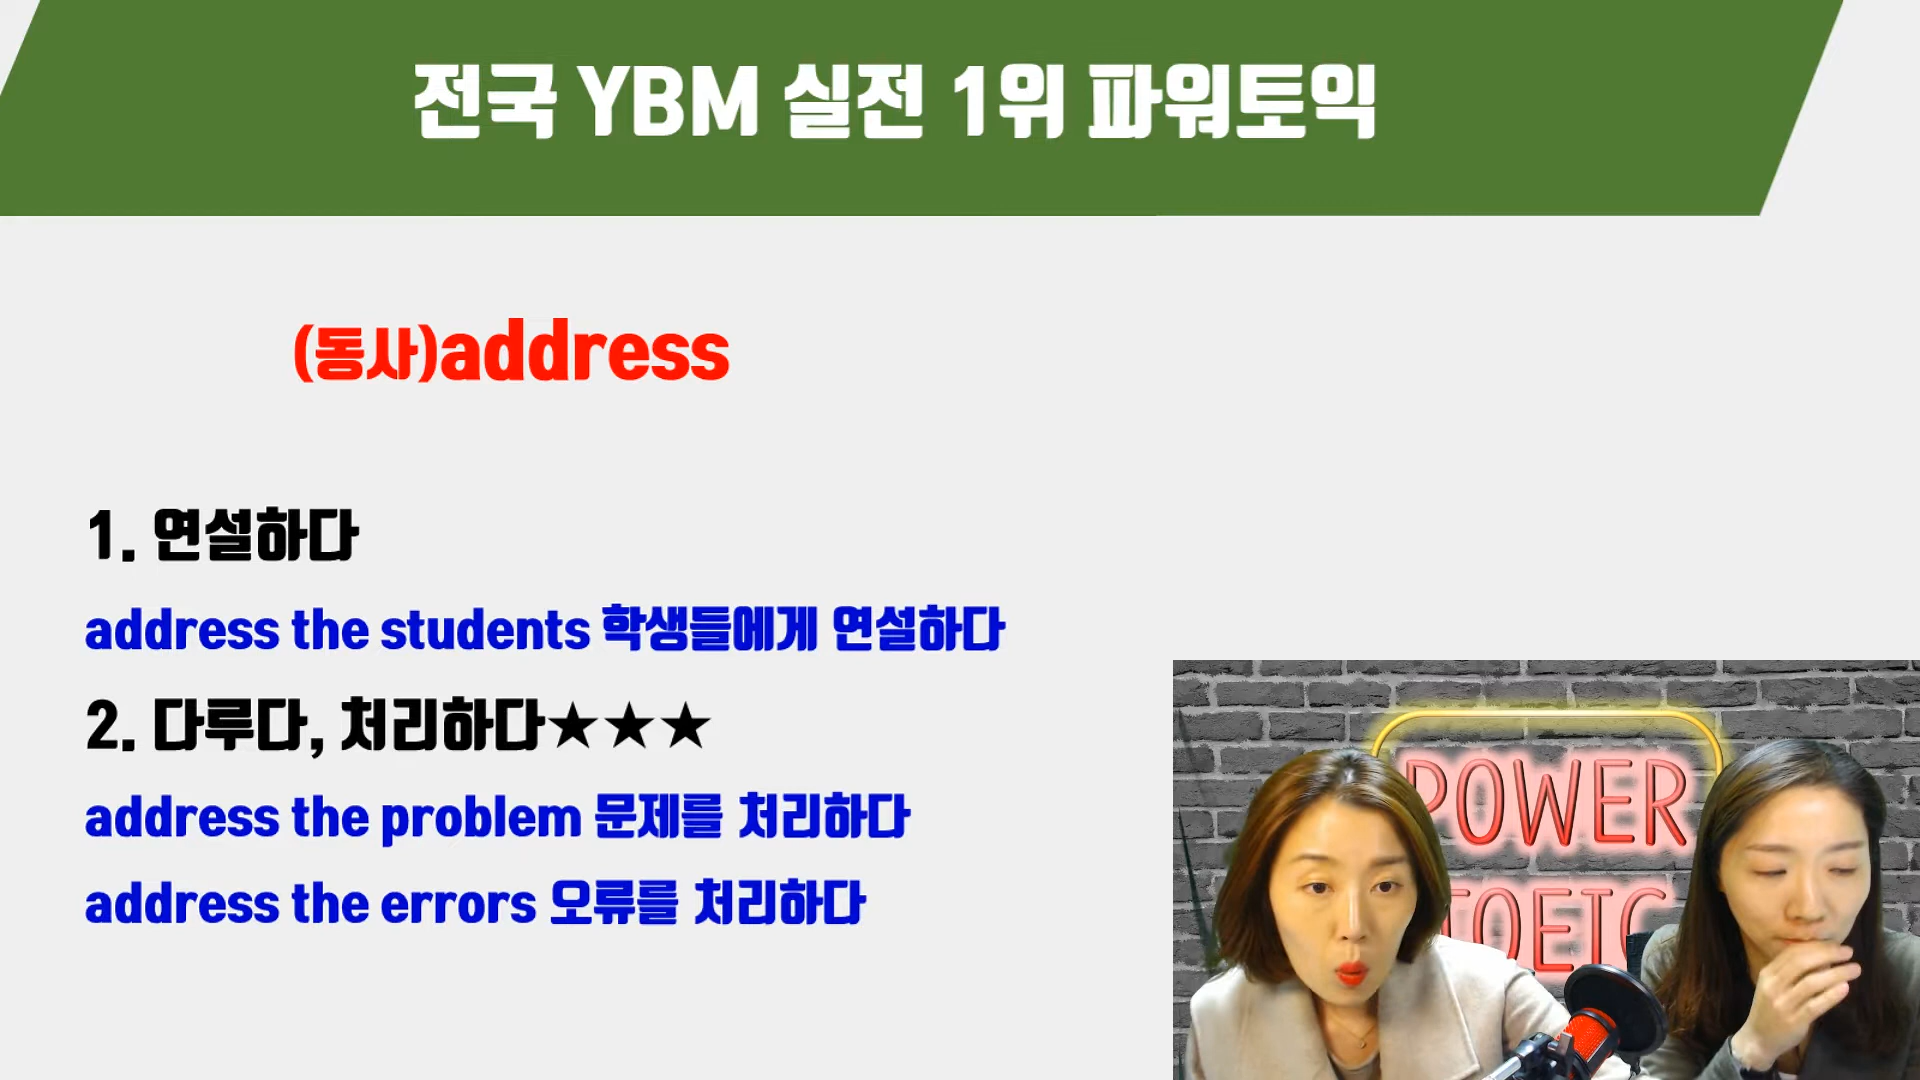 전국 YBM 실전 1위 파워토익
(동사)address
1. 연설하다
address the students 학생들에게 연설하다
2. 다루다, 처리하다★★★
address the problem 문제를 처리하다
address the errors 오류를 처리하다
POWER
TOEIC